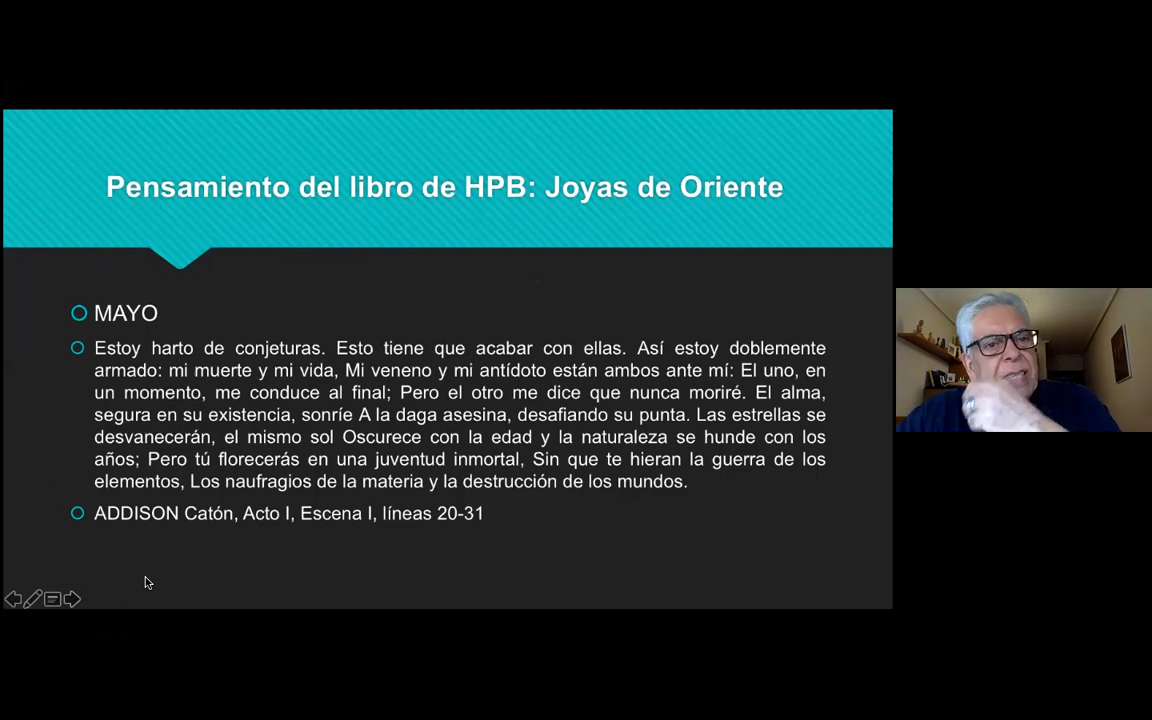 Pensamiento del libro de HPB: Joyas de Oriente
MAYO
Estoy harto de conjeturas. Esto tiene que acabar con ellas. Así estoy doblemente
armado: mi muerte y mi vida, Mi veneno y mi antídoto están ambos ante mí: El uno, en
un momento, me conduce al final; Pero el otro me dice que nunca moriré. El alma,
segura en su existencia, sonríe A la daga asesina, desafiando su punta. Las estrellas se
desvanecerán, el mismo sol Oscurece con la edad y la naturaleza se hunde con los
años; Pero tú florecerás en una juventud inmortal, Sin que te hieran la guerra de los
elementos, Los naufragios de la materia y la destrucción de los mundos.
ADDISON Catón, Acto I, Escena I, líneas 20-31